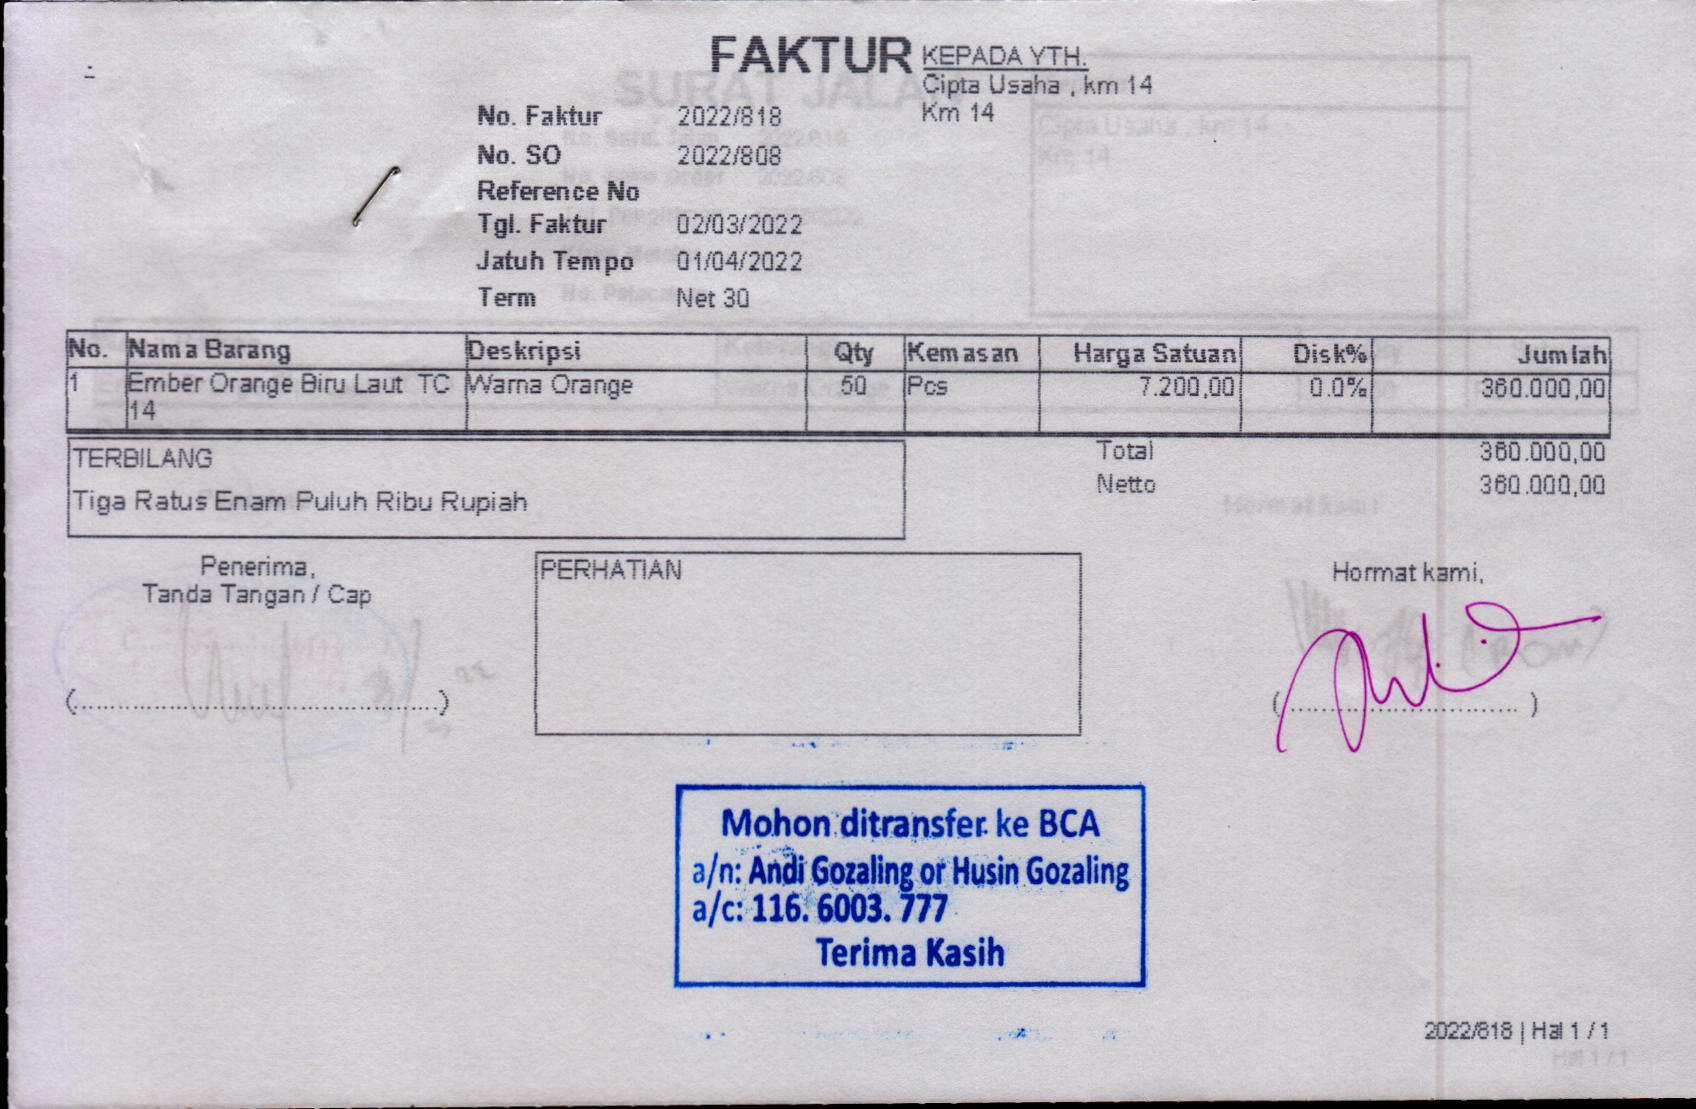 FAKTUR
KEPADA YTH.
Cipta Usaha , km 14
Km 14
No. Faktur 2022/818
No. SO 2022/808
Reference No
Tgl. Faktur 02/03/2022
Jatuh Tempo 01/04/2022
Term Net 30
No. Nama Barang Deskripsi Qty Kemasan Harga Satuan Disk% Jumlah
1 Ember Orange Biru Laut TC Warna Orange 50 Pcs 7.200,00 0.0% 360.000,00
14
Total 360.000,00
Netto 360.000,00
TERBILANG
Tiga Ratus Enam Puluh Ribu Rupiah
Penerima,
Tanda Tangan / Cap
(.......................................)
PERHATIAN
Hormat kami,
(............................... )
Mohon ditransfer ke BCA
a/n: Andi Gozaling or Husin Gozaling
a/c: 116. 6003. 777
Terima Kasih
2022/818 | Hal 1 / 1